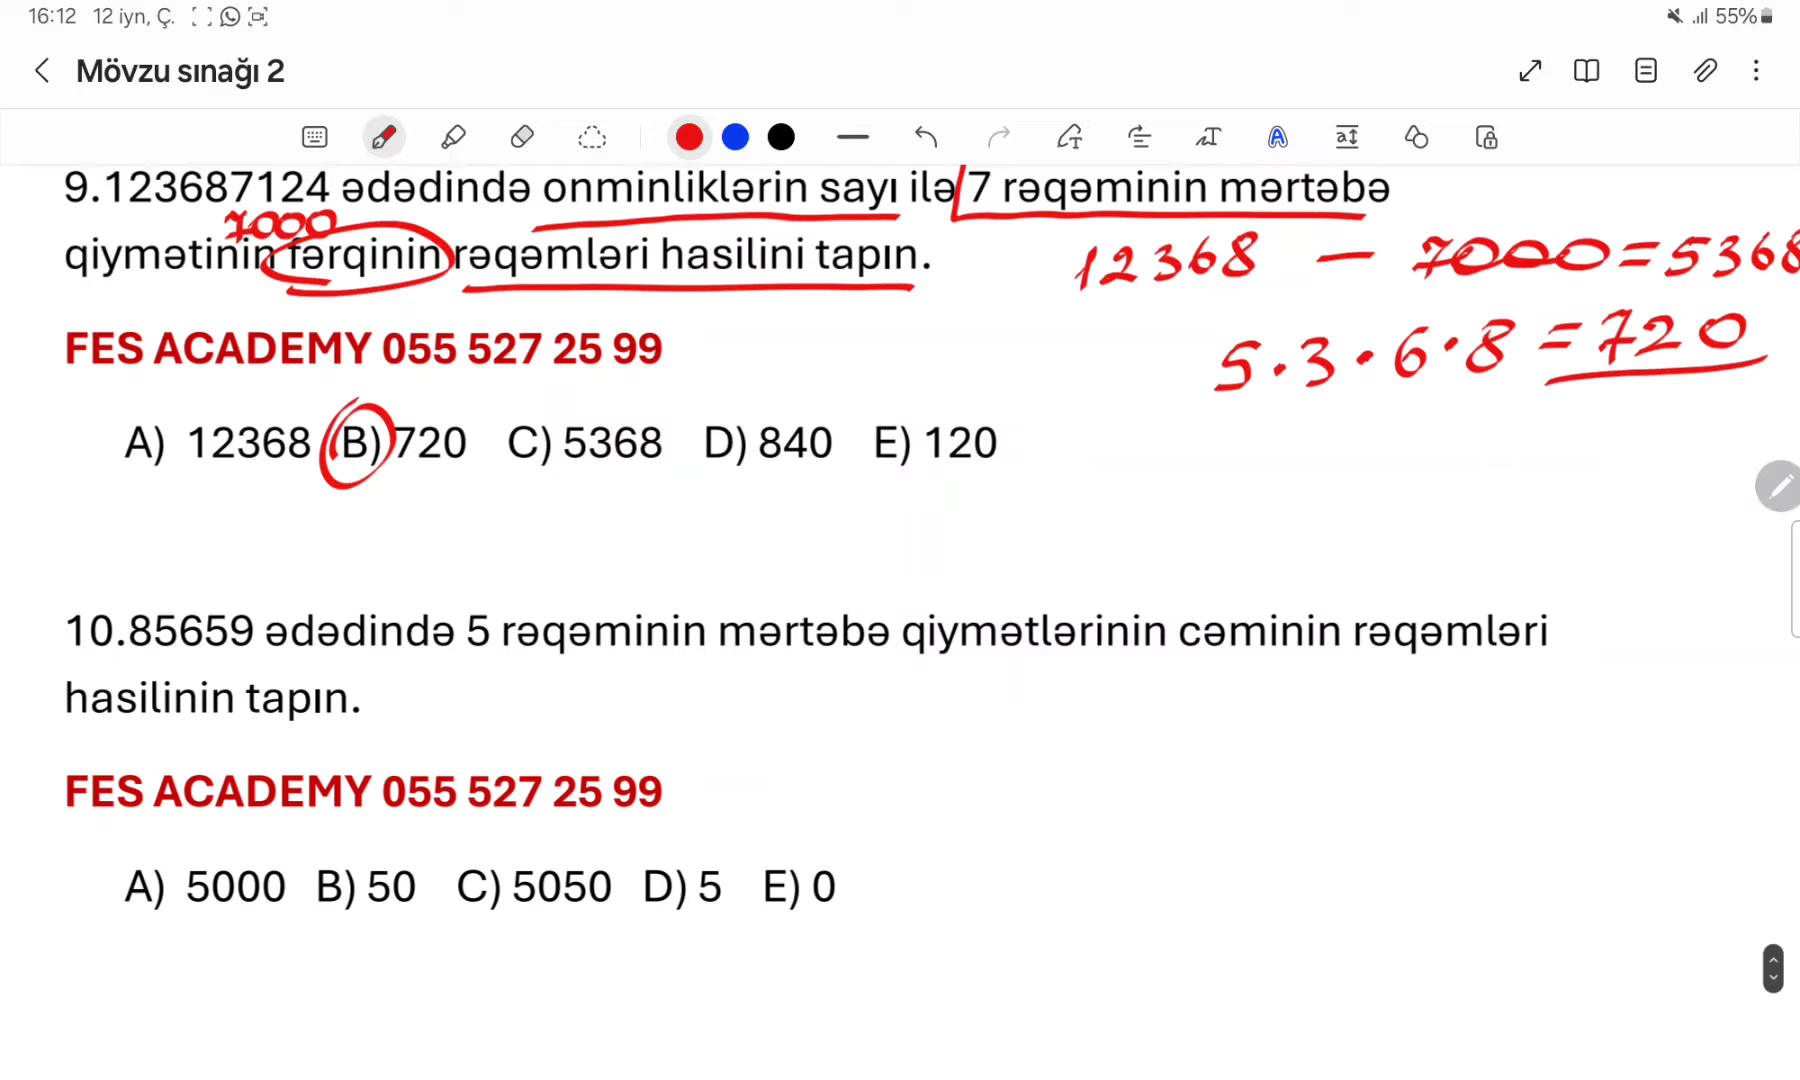 16:12 12 iyn, Ç. 55%
Mövzu sınağı 2
9.123687124 ədədində onminliklərin sayı ilə 7 rəqəminin mərtəbə
7000
qiymətinin fərqinin rəqəmləri hasilini tapın.
12368 — 7000 = 5368
FES ACADEMY 055 527 25 99
5.3.6.8 = 720
A) 12368 B) 720 C) 5368 D) 840 E) 120
10.85659 ədədində 5 rəqəminin mərtəbə qiymətlərinin cəminin rəqəmləri
hasilinin tapın.
FES ACADEMY 055 527 25 99
A) 5000 B) 50 C) 5050 D) 5 E) 0